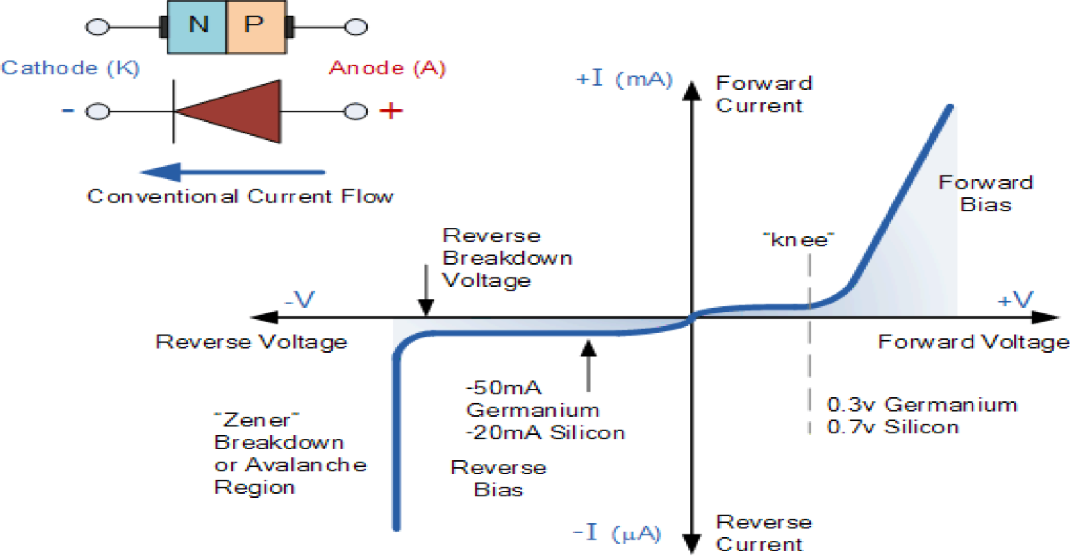 N P
Cathode (K)
Anode (A)
- +
Conventional Current Flow
+I (mA)
Forward
Current
Forward
Bias
"knee"
Reverse
Breakdown
Voltage
-V
+V
Reverse Voltage
Forward Voltage
-50mA
Germanium
-20mA Silicon
0.3v Germanium
0.7v Silicon
"Zener"
Breakdown
or Avalanche
Region
Reverse
Bias
-I (μA)
Reverse
Current